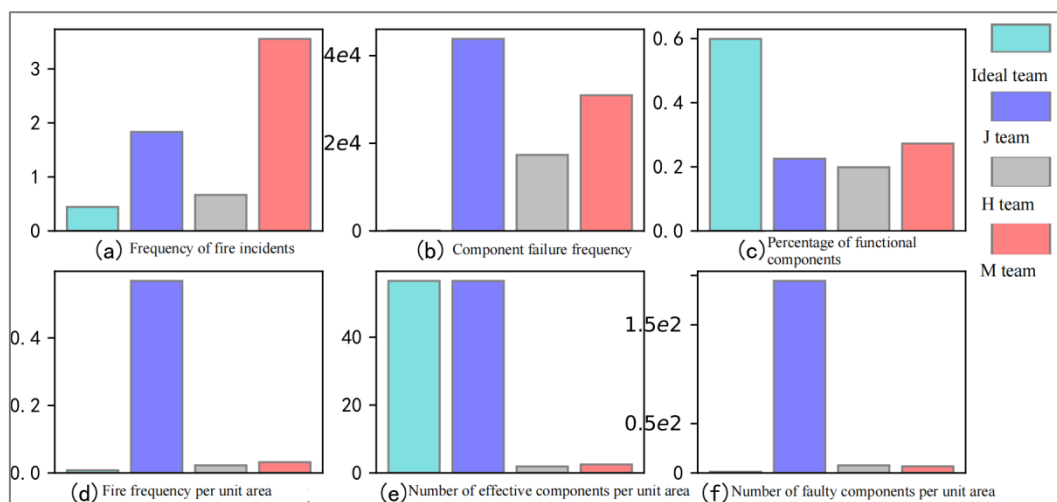 3
2
1
0
(a) Frequency of fire incidents
4e4
2e4
0
(b) Component failure frequency
0.6
0.4
0.2
0.0
(c) Percentage of functional
components
Ideal team
J team
H team
M team
0.4
0.2
0.0
(d) Fire frequency per unit area
40
20
0
(e) Number of effective components per unit area
1.5e2
0.5e2
0
(f) Number of faulty components per unit area